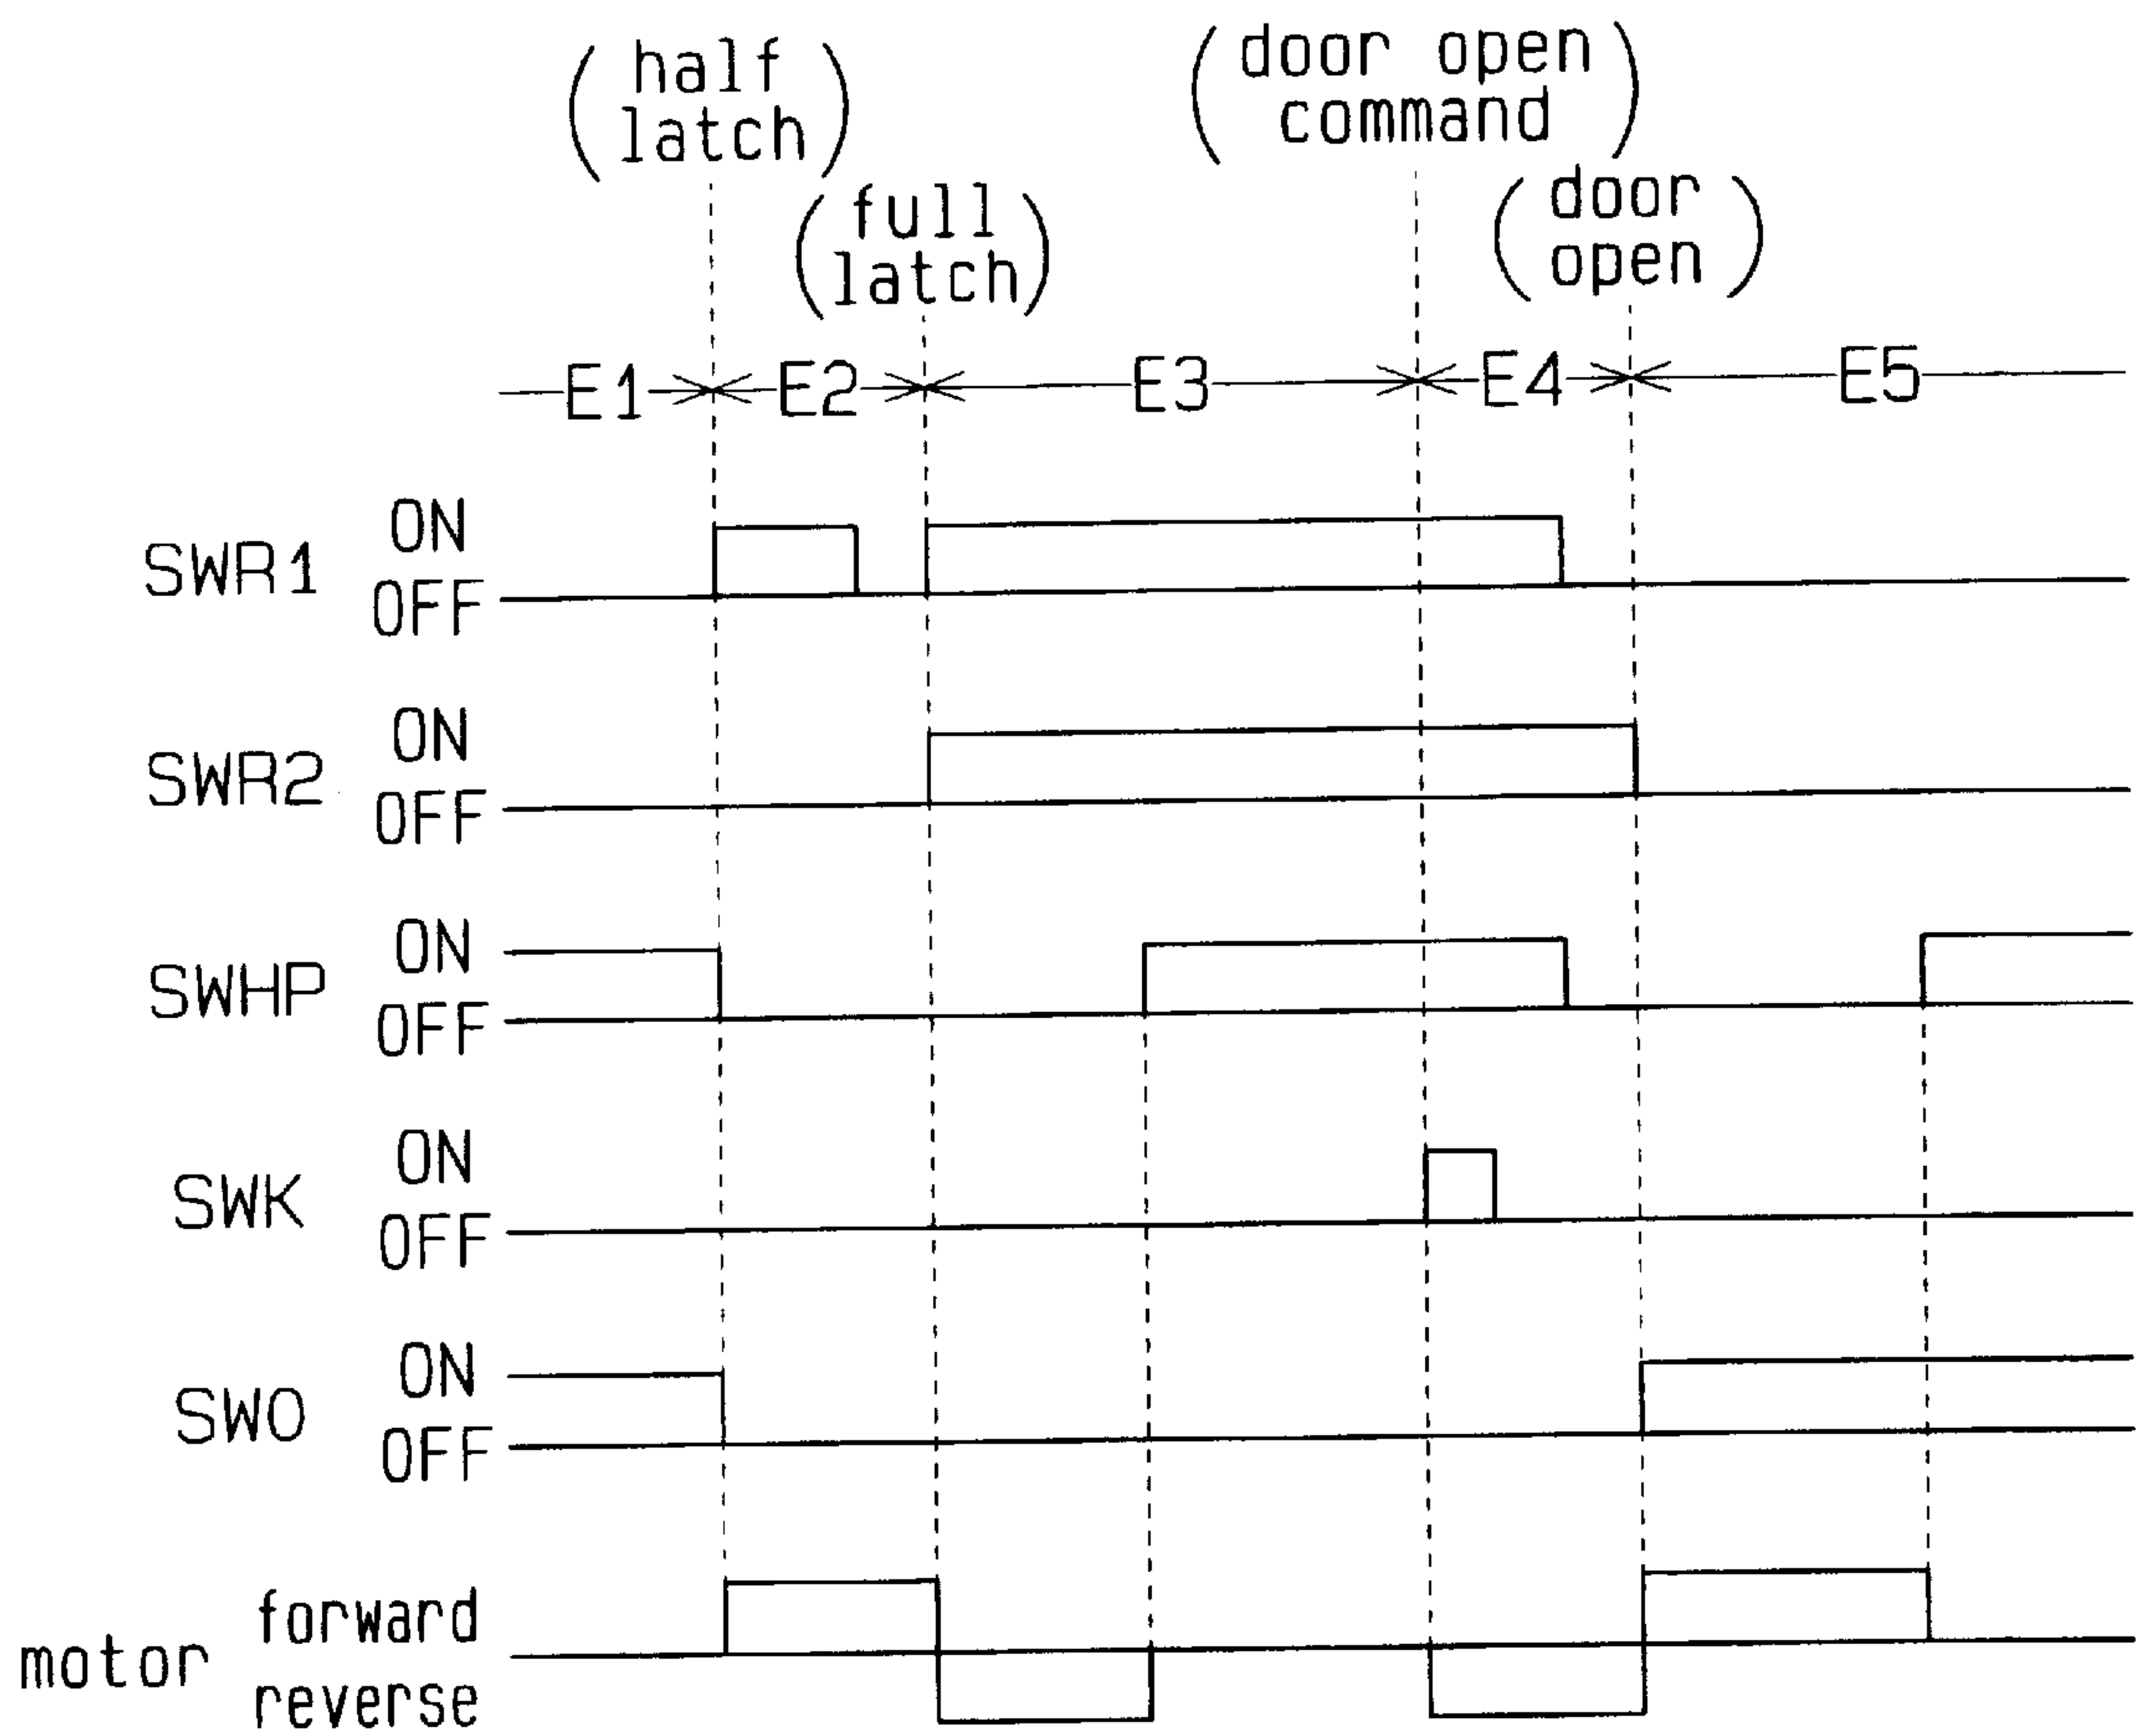 (half
latch)
(door open
command)
(full
latch)
(door
open)
E1 E2 E3 E4 E5
SWR1 ON
OFF
SWR2 ON
OFF
SWHP ON
OFF
SWK ON
OFF
SWO ON
OFF
motor forward
reverse